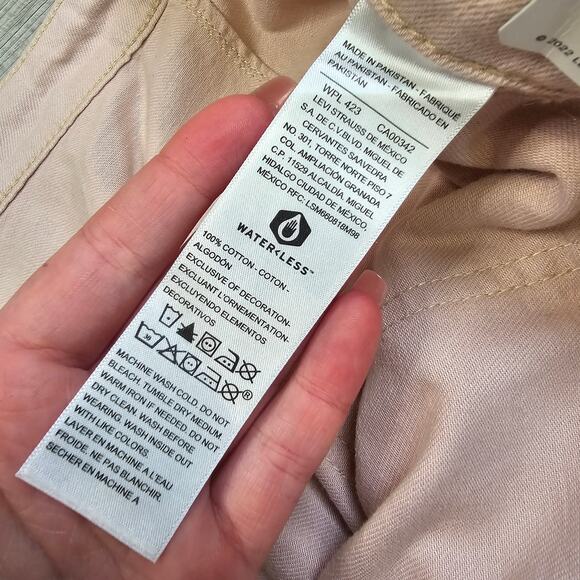 MADE IN PAKISTAN - FABRIQUÉ
AU PAKISTAN - FABRICADO EN
PAKISTAN
WPL 423 CA00342
LEVI STRAUSS DE MÉXICO
S.A. DE C.V. BLVD. MIGUEL DE
CERVANTES SAAVEDRA
NO. 301, TORRE NORTE PISO 7
COL. AMPLIACIÓN GRANADA
C.P. 11529 ALCALDÍA. MIGUEL
HIDALGO CIUDAD DE MÉXICO,
MÉXICO RFC: LSM980818M98
WATER<LESS™
100% COTTON - COTON -
ALGODÓN
EXCLUSIVE OF DECORATION-
EXCLUANT L'ORNEMENTATION-
EXCLUYENDO ELEMENTOS
DECORATIVOS
MACHINE WASH COLD. DO NOT
BLEACH. TUMBLE DRY MEDIUM.
WARM IRON IF NEEDED. DO NOT
DRY CLEAN. WASH BEFORE
WEARING. WASH INSIDE OUT
WITH LIKE COLORS.
LAVER EN MACHINE A L'EAU
FROIDE. NE PAS BLANCHIR.
SECHER EN MACHINE A
© 2022